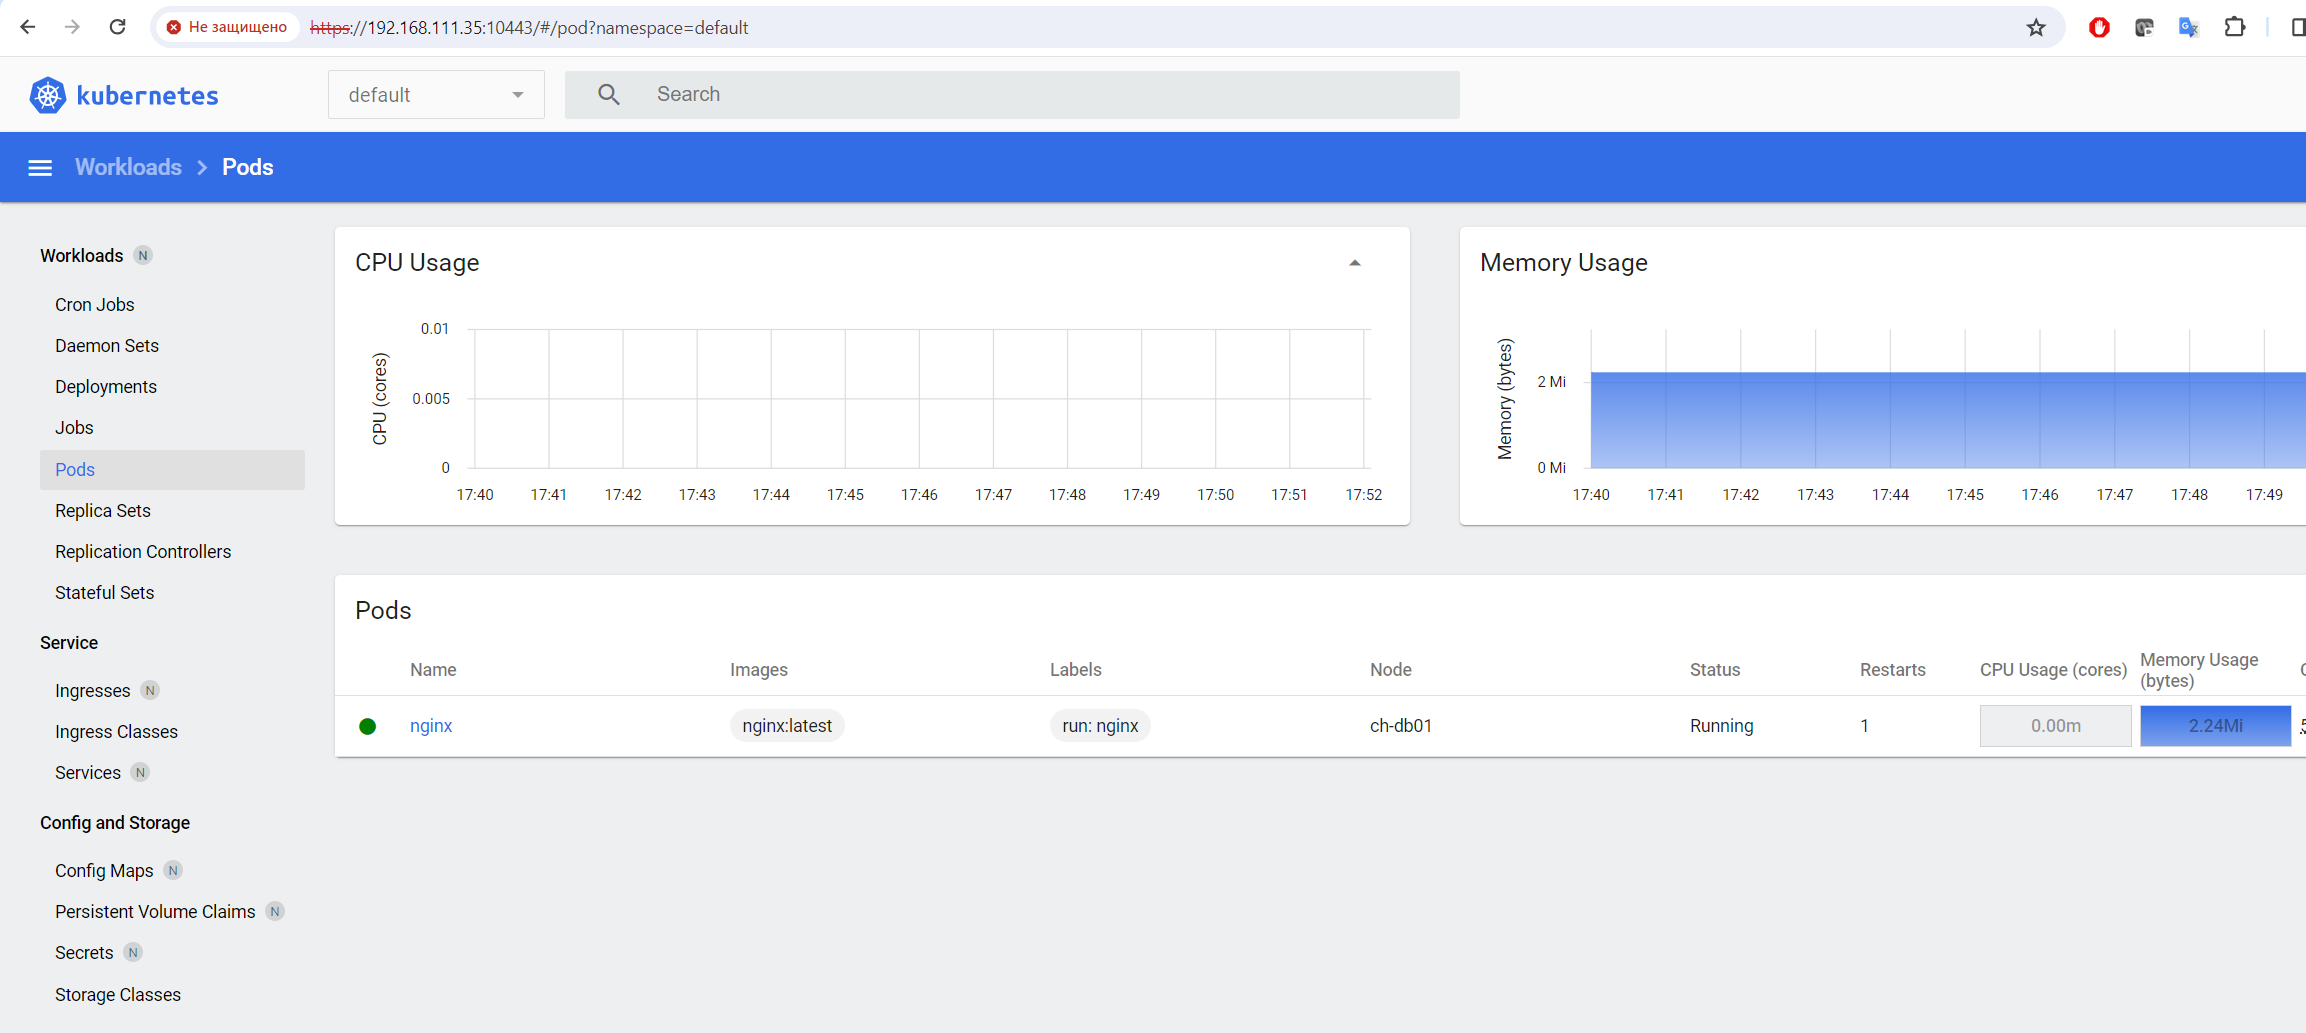 Не защищено https://192.168.111.35:10443/#/pod?namespace=default
kubernetes default Search
Workloads Pods
Workloads N
Cron Jobs
Daemon Sets
Deployments
Jobs
Pods
Replica Sets
Replication Controllers
Stateful Sets
Service
Ingresses N
Ingress Classes
Services N
Config and Storage
Config Maps N
Persistent Volume Claims N
Secrets N
Storage Classes
CPU Usage
CPU (cores)
0.01
0.005
0
17:40 17:41 17:42 17:43 17:44 17:45 17:46 17:47 17:48 17:49 17:50 17:51 17:52
Memory Usage
Memory (bytes)
2 Mi
0 Mi
17:40 17:41 17:42 17:43 17:44 17:45 17:46 17:47 17:48 17:49
Pods
Name Images Labels Node Status Restarts CPU Usage (cores) Memory Usage (bytes)
nginx nginx:latest run: nginx ch-db01 Running 1 0.00m 2.24Mi